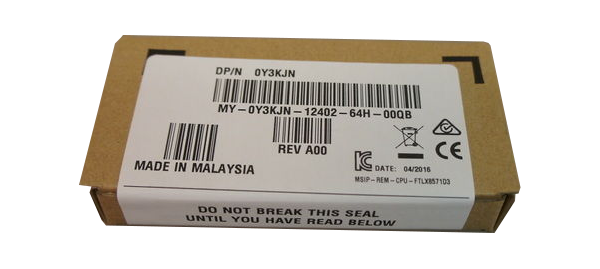 DP/N 0Y3KJN
MY-0Y3KJN-12402-64H-00QB
REV A00
MADE IN MALAYSIA
DATE: 04/2016
MSIP-REM-CPU-FTLX8571D3
DO NOT BREAK THIS SEAL
UNTIL YOU HAVE READ BELOW